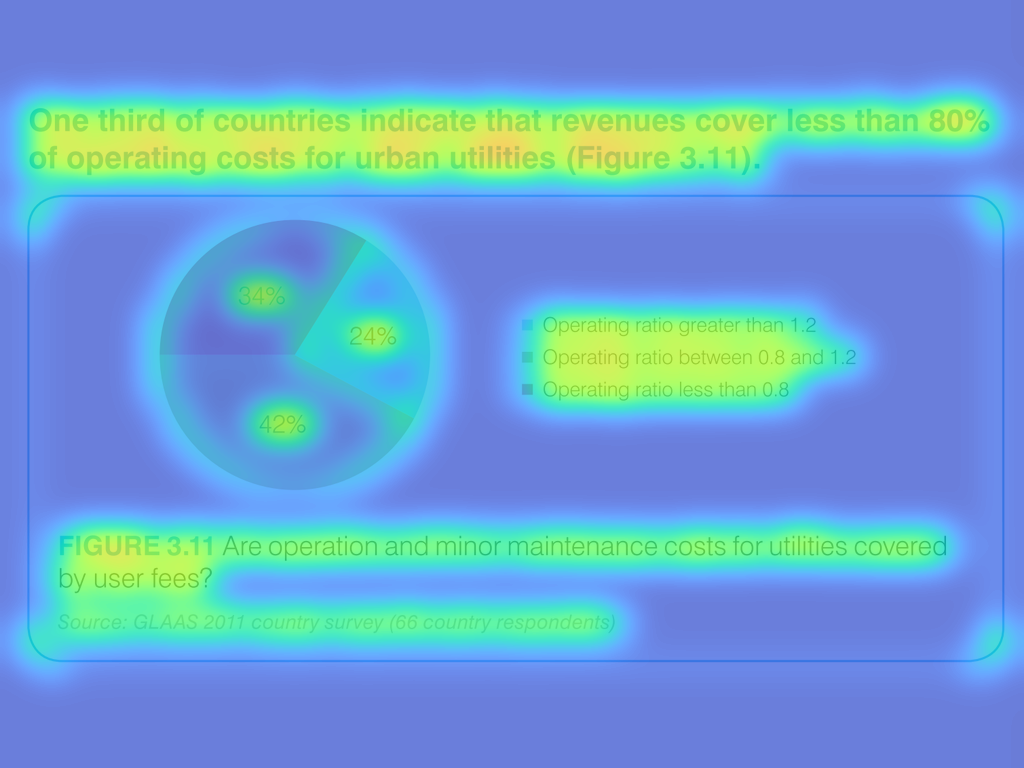 One third of countries indicate that revenues cover less than 80%
of operating costs for urban utilities (Figure 3.11).
34%
24%
42%
Operating ratio greater than 1.2
Operating ratio between 0.8 and 1.2
Operating ratio less than 0.8
FIGURE 3.11 Are operation and minor maintenance costs for utilities covered
by user fees?
Source: GLAAS 2011 country survey (66 country respondents)